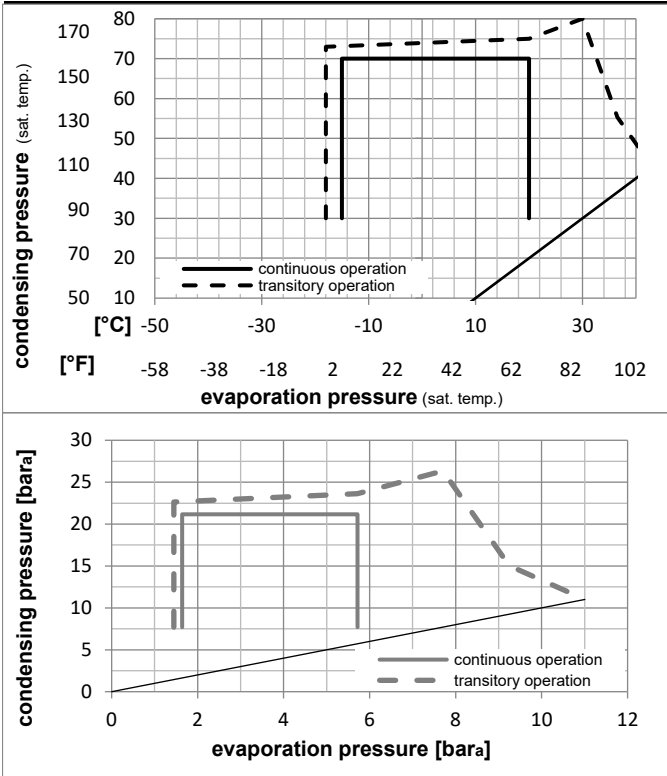 condensing pressure (sat. temp.)
170 80
150 70
60
130 50
110 40
90 30
70 20
50 10
continuous operation
transitory operation
[°C] -50 -30 -10 10 30
[°F] -58 -38 -18 2 22 42 62 82 102
evaporation pressure (sat. temp.)
condensing pressure [bara]
30
25
20
15
10
5
0
continuous operation
transitory operation
0 2 4 6 8 10 12
evaporation pressure [bara]